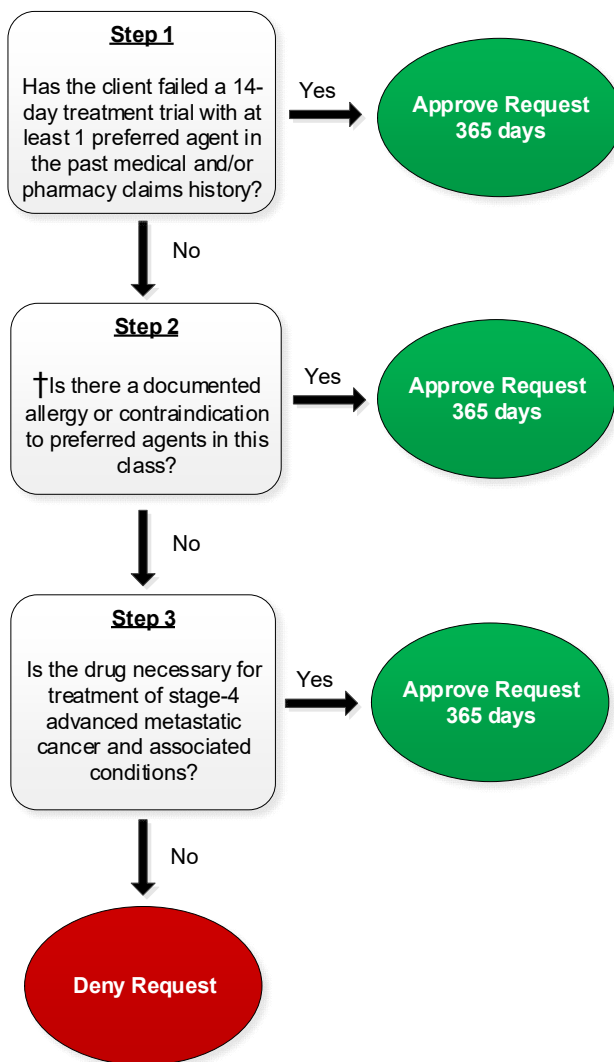 Step 1
Has the client failed a 14-
day treatment trial with at
least 1 preferred agent in
the past medical and/or
pharmacy claims history?
Yes
Approve Request
365 days
No
Step 2
†Is there a documented
allergy or contraindication
to preferred agents in this
class?
Yes
Approve Request
365 days
No
Step 3
Is the drug necessary for
treatment of stage-4
advanced metastatic
cancer and associated
conditions?
Yes
Approve Request
365 days
No
Deny Request